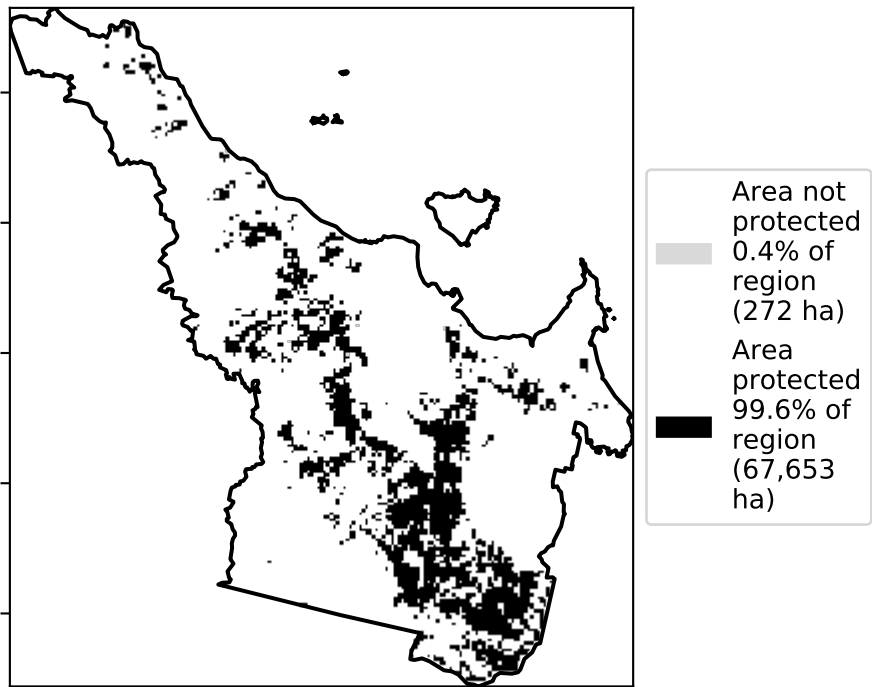 Area not
protected
0.4% of
region
(272 ha)
Area
protected
99.6% of
region
(67,653
ha)